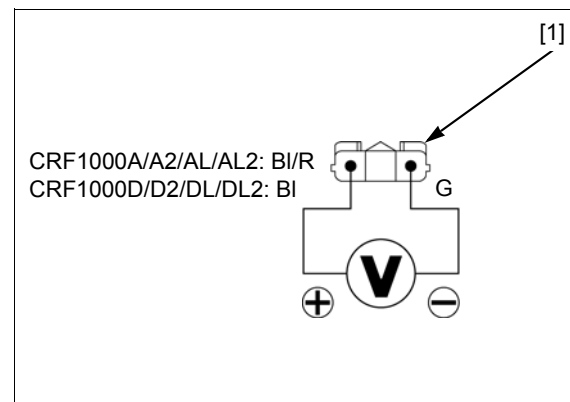 [1]
CRF1000A/A2/AL/AL2: Bl/R
CRF1000D/D2/DL/DL2: Bl
G
V
+ −